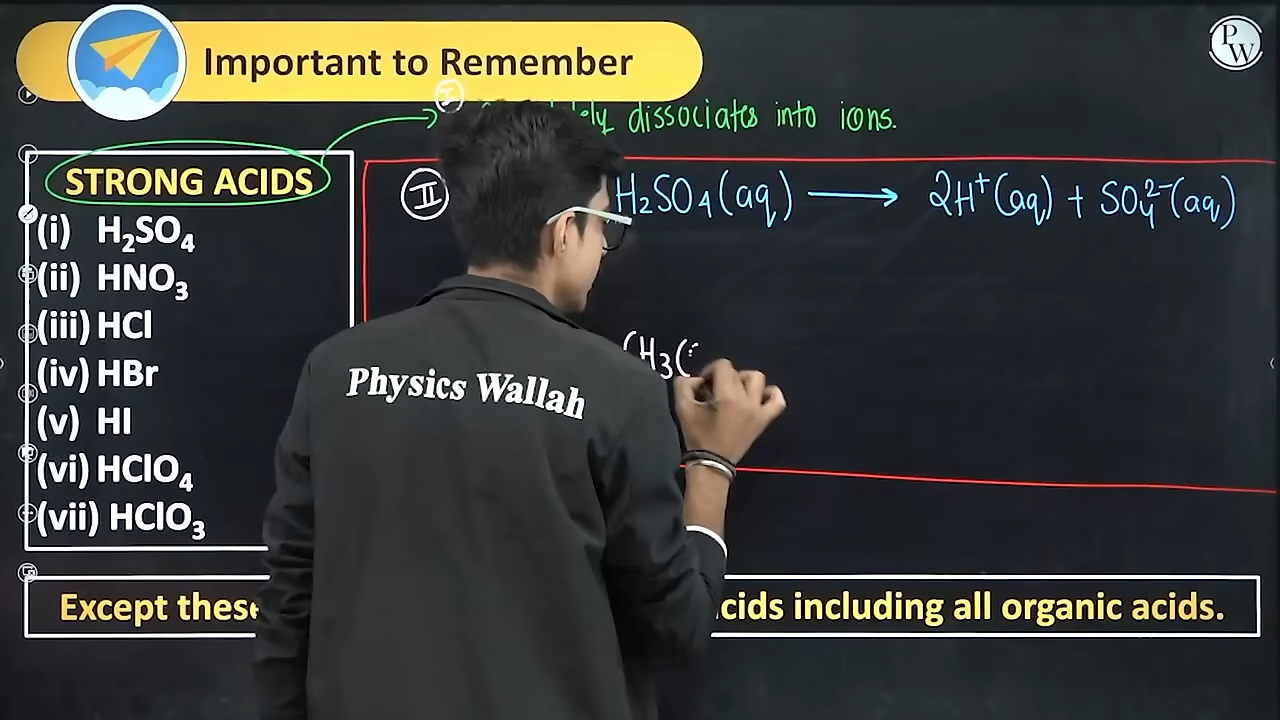 Important to Remember
PW
dissociates into ions.
STRONG ACIDS
(i) H₂SO₄
(ii) HNO₃
(iii) HCl
(iv) HBr
(v) HI
(vi) HClO₄
(vii) HClO₃
II H₂SO₄(aq) ⟶ 2H⁺(aq) + SO₄²⁻(aq)
Physics Wallah
Except these
including all organic acids.